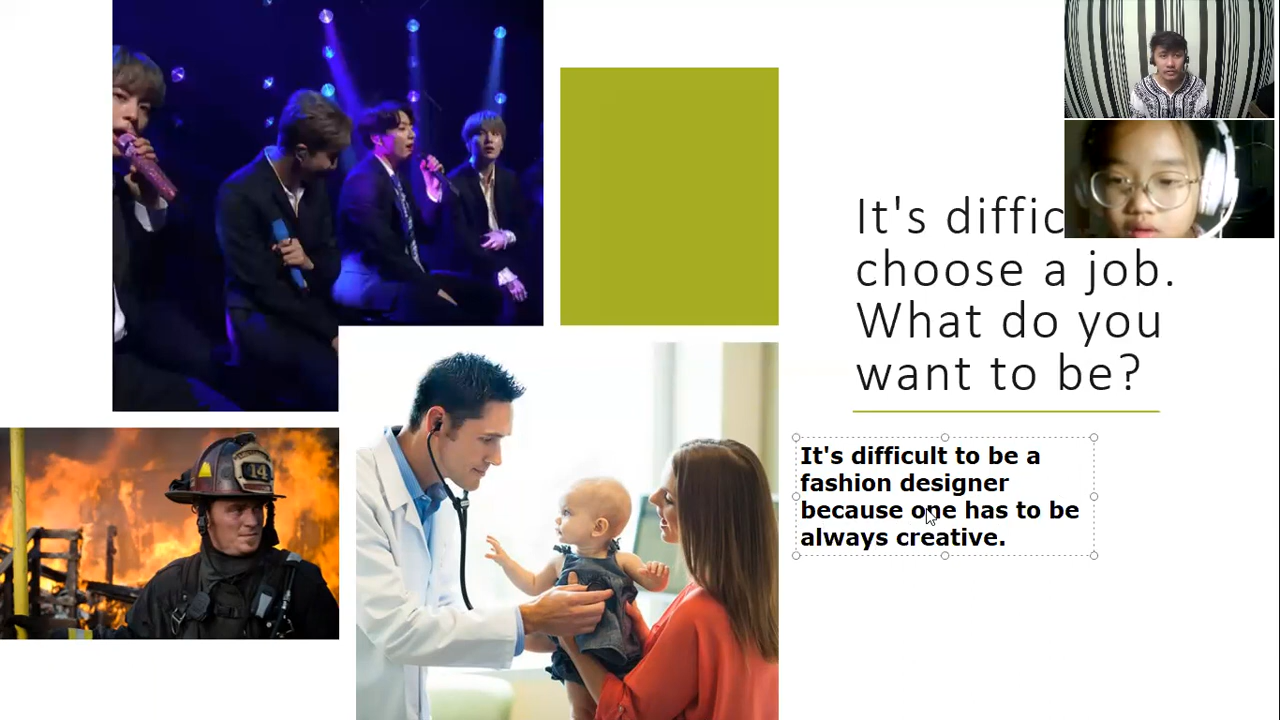 It's diffic
choose a job.
What do you
want to be?
It's difficult to be a
fashion designer
because one has to be
always creative.
14